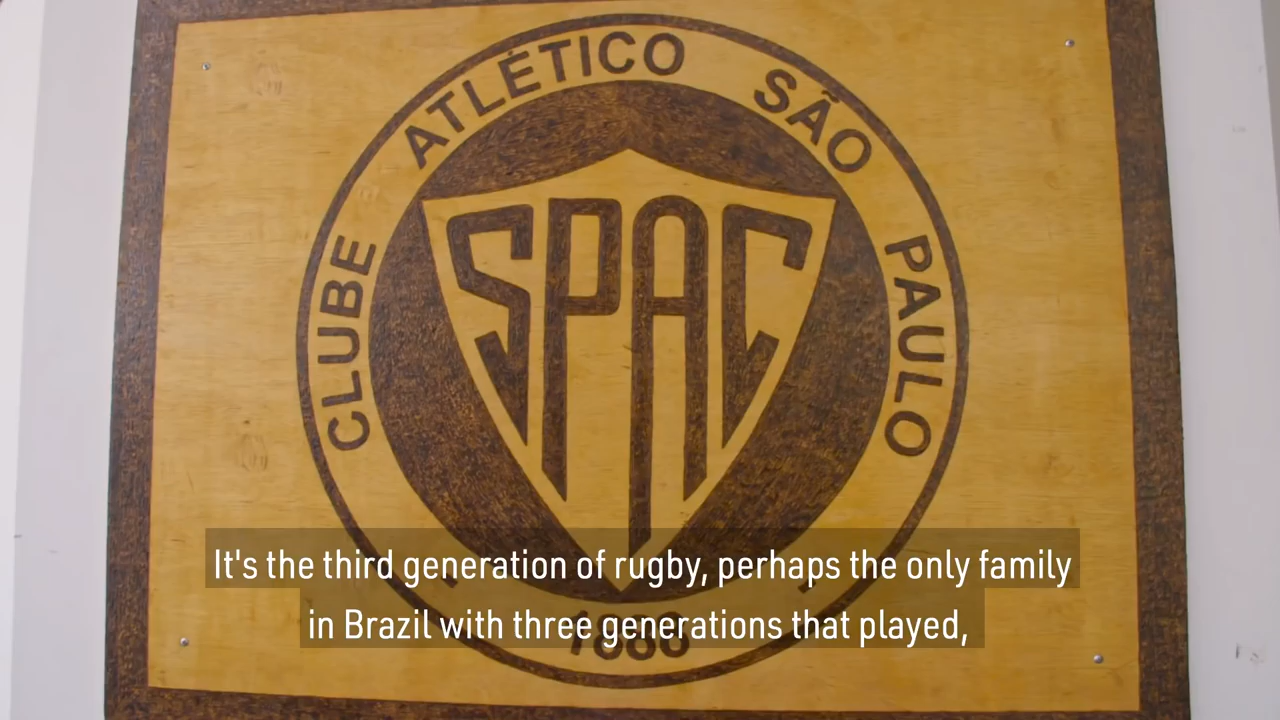 CLUBE ATLÉTICO SÃO PAULO
SPAC
It's the third generation of rugby, perhaps the only family
in Brazil with three generations that played,